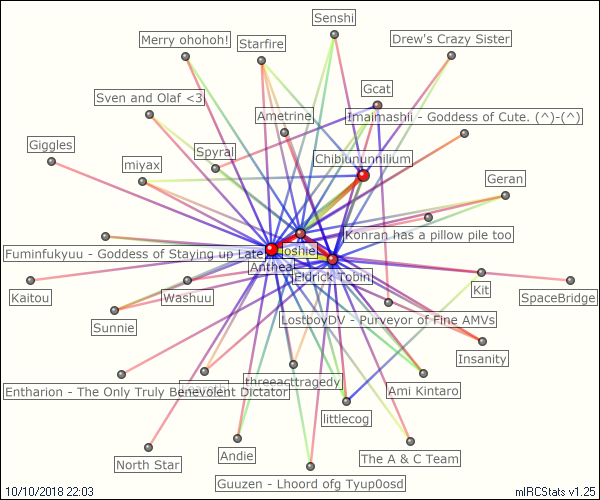 Senshi
Merry ohohoh!
Starfire
Drew's Crazy Sister
Gcat
Sven and Olaf <3
Ametrine
Imaimashii - Goddess of Cute. (^)-(^)
Giggles
Spyral
Chibiununnilium
miyax
Geran
Konran has a pillow pile too
Fuminfukyuu - Goddess of Staying up Late
Joshie
Anthea
Eldrick Tobin
Kit
Kaitou
Washuu
SpaceBridge
Sunnie
LostboyDV - Purveyor of Fine AMVs
Insanity
threeacttragedy
Entharion - The Only Truly Benevolent Dictator
Ami Kintaro
littlecog
North Star
Andie
The A & C Team
Guuzen - Lhoord ofg Tyup0osd
10/10/2018 22:03
mIRCStats v1.25